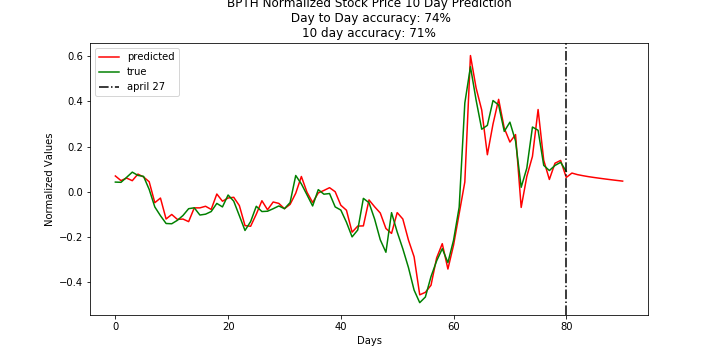 BPTH Normalized Stock Price 10 Day Prediction
Day to Day accuracy: 74%
10 day accuracy: 71%
predicted
true
april 27
Normalized Values
0.6
0.4
0.2
0.0
−0.2
−0.4
0
20
40
60
80
Days